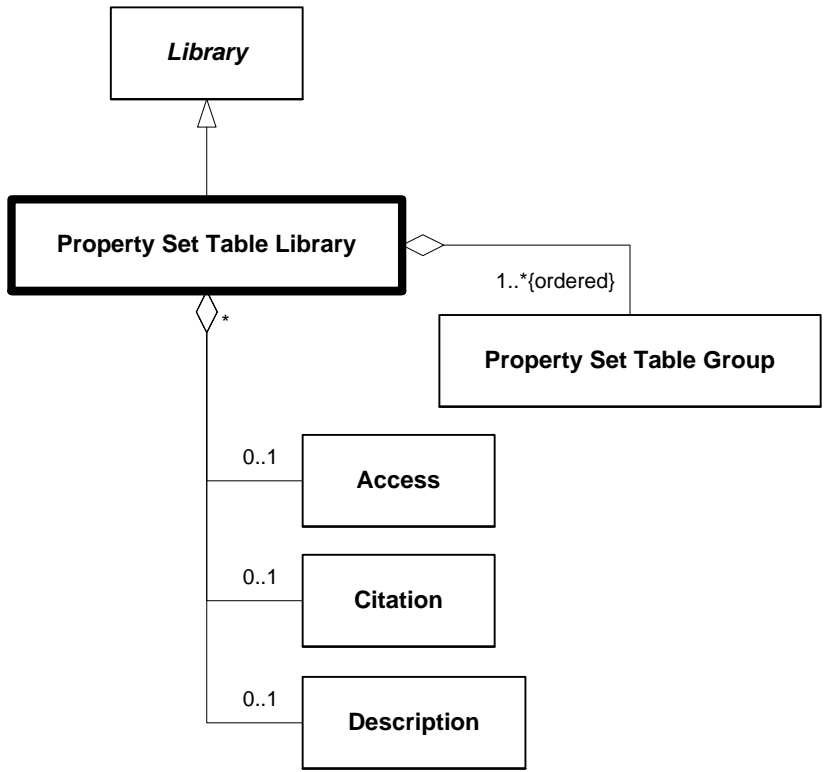 Library
Property Set Table Library
1..*{ordered}
*
Property Set Table Group
0..1
Access
0..1
Citation
0..1
Description